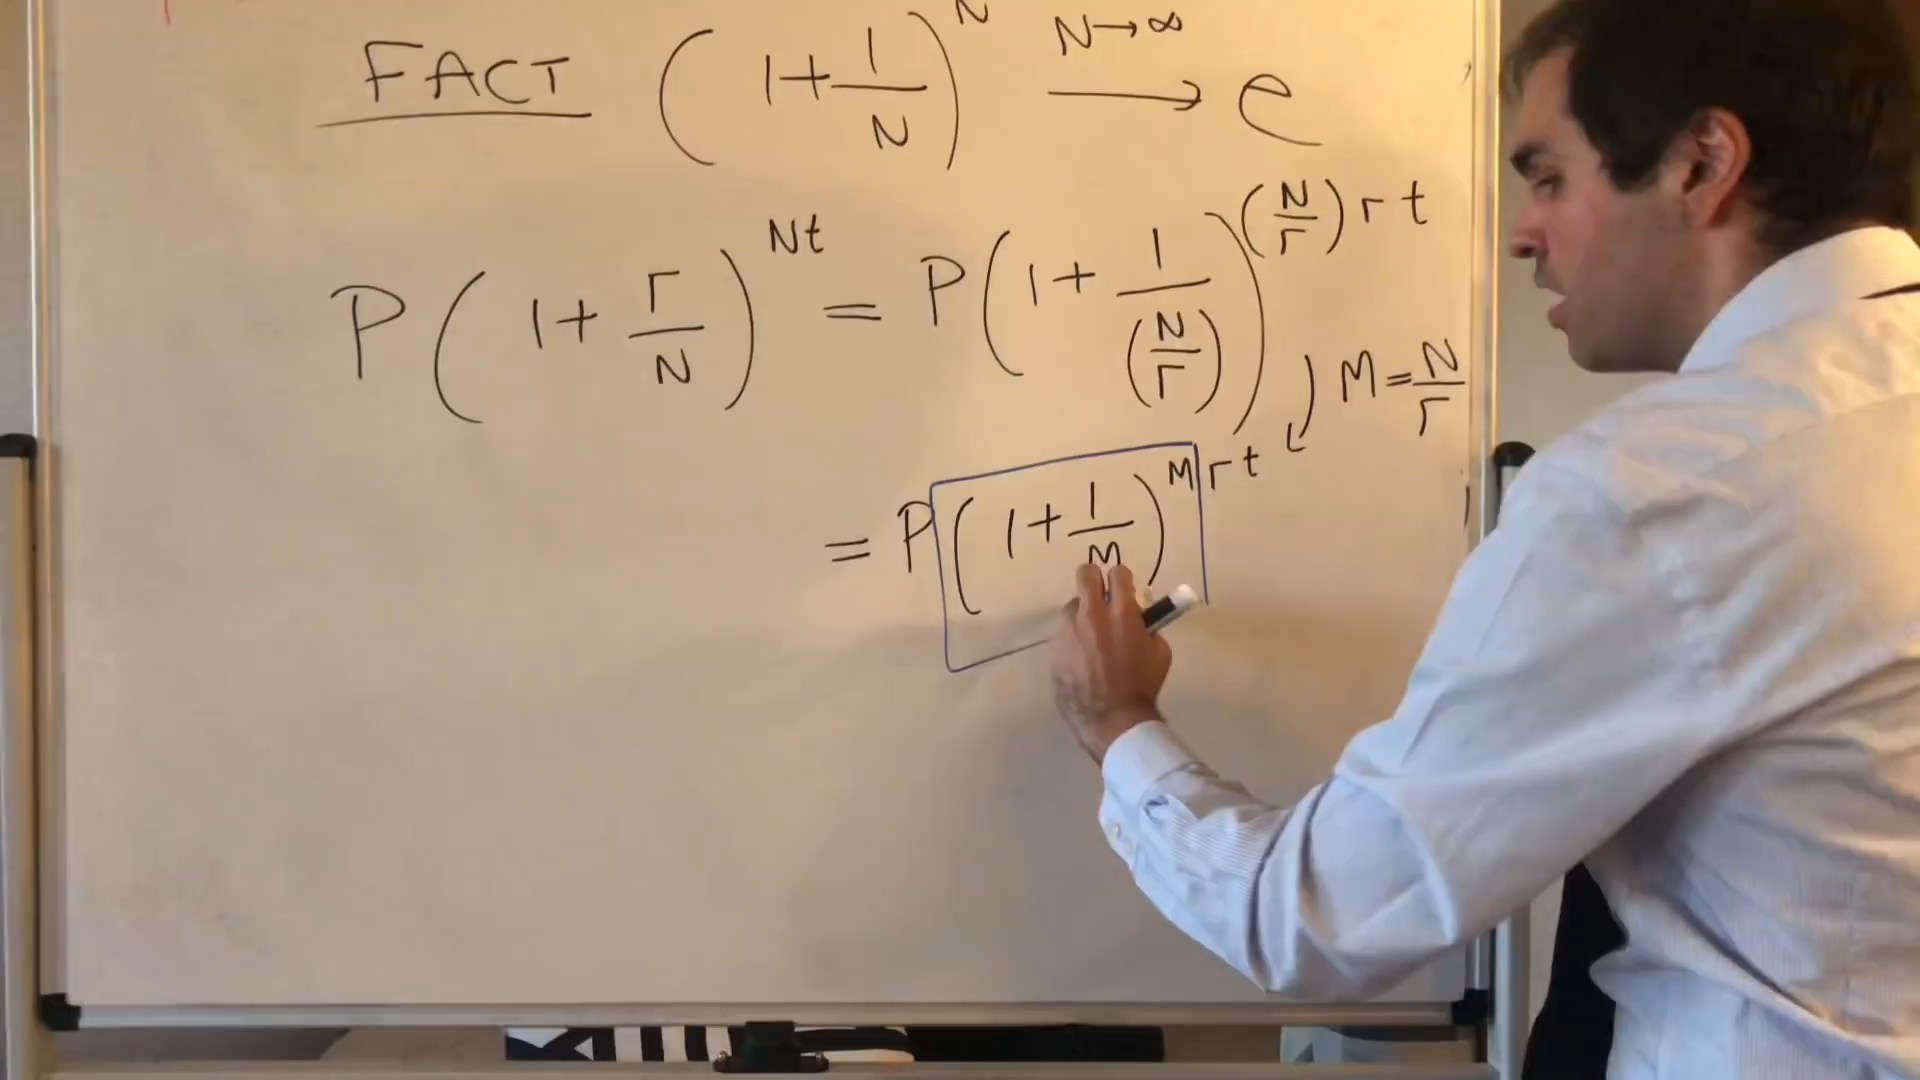 FACT (1+1/N)^N N→∞ → e
P(1+r/N)^Nt = P(1+1/(N/r))^(N/r)rt
M=N/r
= P(1+1/M)^M rt